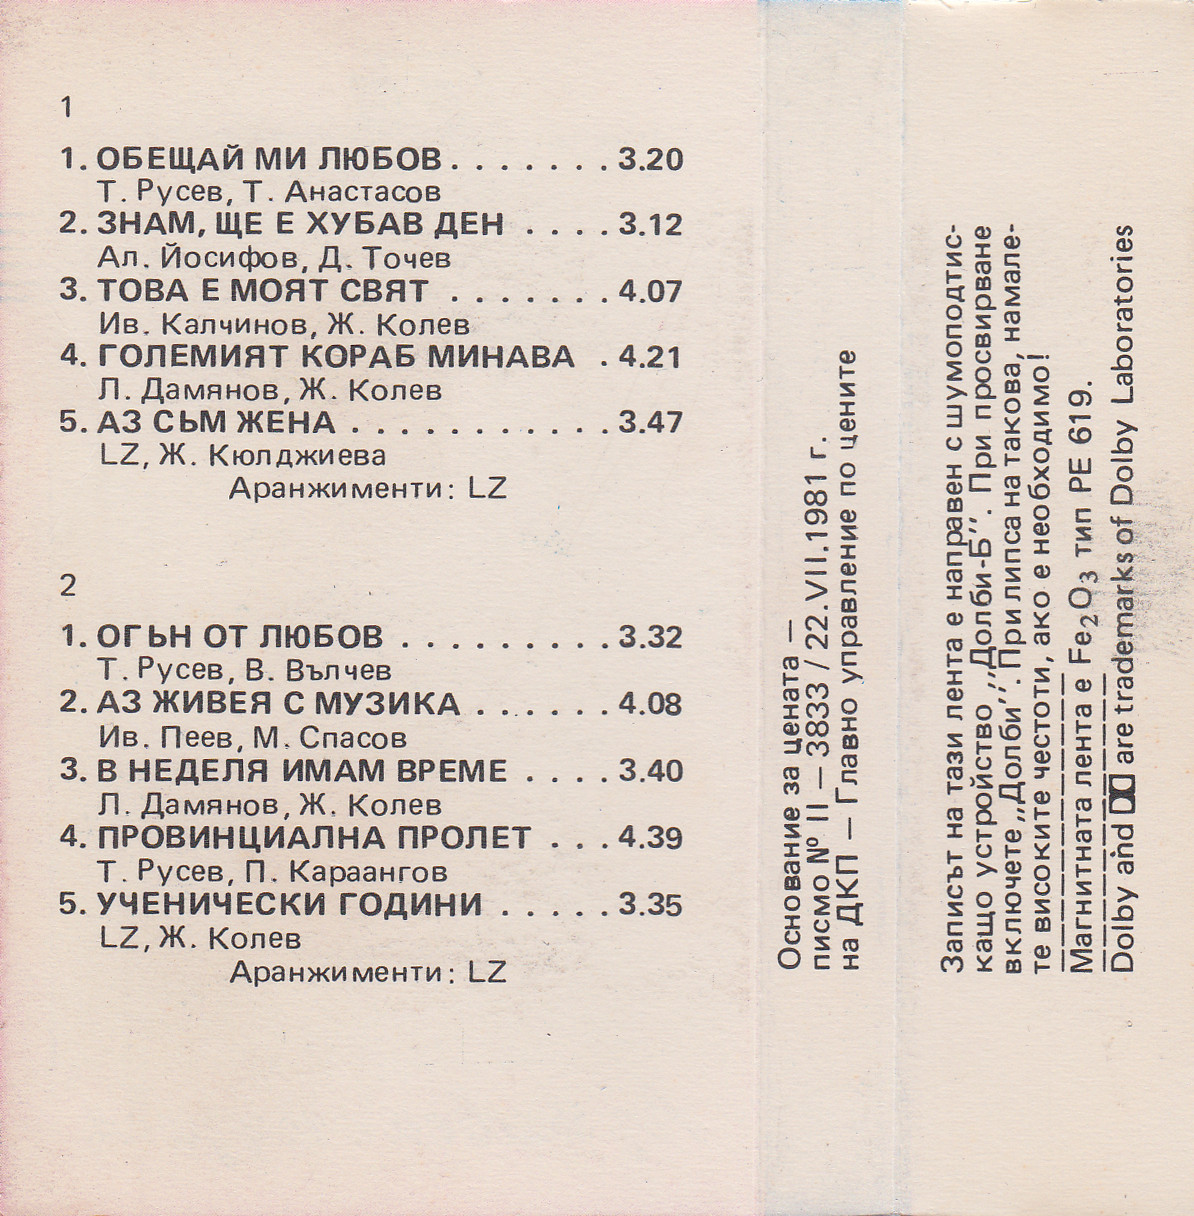 1
1. ОБЕЩАЙ МИ ЛЮБОВ . . . . . . . 3.20
Т. Русев, Т. Анастасов
2. ЗНАМ, ЩЕ Е ХУБАВ ДЕН . . . . 3.12
Ал. Йосифов, Д. Точев
3. ТОВА Е МОЯТ СВЯТ . . . . . . . 4.07
Ив. Калчинов, Ж. Колев
4. ГОЛЕМИЯТ КОРАБ МИНАВА . 4.21
Л. Дамянов, Ж. Колев
5. АЗ СЪМ ЖЕНА . . . . . . . . . . . 3.47
LZ, Ж. Кюлджиева
Аранжименти: LZ
2
1. ОГЪН ОТ ЛЮБОВ . . . . . . . . . 3.32
Т. Русев, В. Вълчев
2. АЗ ЖИВЕЯ С МУЗИКА . . . . . . 4.08
Ив. Пеев, М. Спасов
3. В НЕДЕЛЯ ИМАМ ВРЕМЕ . . . . 3.40
Л. Дамянов, Ж. Колев
4. ПРОВИНЦИАЛНА ПРОЛЕТ . . . 4.39
Т. Русев, П. Караангов
5. УЧЕНИЧЕСКИ ГОДИНИ . . . . . 3.35
LZ, Ж. Колев
Аранжименти: LZ
Основание за цената —
писмо № II — 3833 / 22.VII.1981 г.
на ДКП — Главно управление по цените
Записът на тази лента е направен с шумоподтис-
кащо устройство „Долби-Б". При просвирване
включете „Долби". При липса на такова, намале-
те високите честоти, ако е необходимо!
Магнитната лента е Fe₂O₃ тип PE 619.
Dolby and are trademarks of Dolby Laboratories